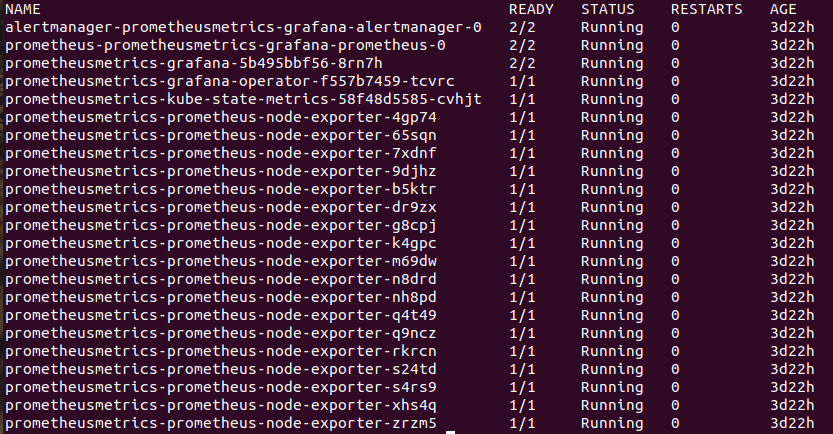 NAME READY STATUS RESTARTS AGE
alertmanager-prometheusmetrics-grafana-alertmanager-0 2/2 Running 0 3d22h
prometheus-prometheusmetrics-grafana-prometheus-0 2/2 Running 0 3d22h
prometheusmetrics-grafana-5b495bbf56-8rn7h 2/2 Running 0 3d22h
prometheusmetrics-grafana-operator-f557b7459-tcvrc 1/1 Running 0 3d22h
prometheusmetrics-kube-state-metrics-58f48d5585-cvhjt 1/1 Running 0 3d22h
prometheusmetrics-prometheus-node-exporter-4gp74 1/1 Running 0 3d22h
prometheusmetrics-prometheus-node-exporter-65sqn 1/1 Running 0 3d22h
prometheusmetrics-prometheus-node-exporter-7xdnf 1/1 Running 0 3d22h
prometheusmetrics-prometheus-node-exporter-9djhz 1/1 Running 0 3d22h
prometheusmetrics-prometheus-node-exporter-b5ktr 1/1 Running 0 3d22h
prometheusmetrics-prometheus-node-exporter-dr9zx 1/1 Running 0 3d22h
prometheusmetrics-prometheus-node-exporter-g8cpj 1/1 Running 0 3d22h
prometheusmetrics-prometheus-node-exporter-k4gpc 1/1 Running 0 3d22h
prometheusmetrics-prometheus-node-exporter-m69dw 1/1 Running 0 3d22h
prometheusmetrics-prometheus-node-exporter-n8drd 1/1 Running 0 3d22h
prometheusmetrics-prometheus-node-exporter-nh8pd 1/1 Running 0 3d22h
prometheusmetrics-prometheus-node-exporter-q4t49 1/1 Running 0 3d22h
prometheusmetrics-prometheus-node-exporter-q9ncz 1/1 Running 0 3d22h
prometheusmetrics-prometheus-node-exporter-rkrcn 1/1 Running 0 3d22h
prometheusmetrics-prometheus-node-exporter-s24td 1/1 Running 0 3d22h
prometheusmetrics-prometheus-node-exporter-s4rs9 1/1 Running 0 3d22h
prometheusmetrics-prometheus-node-exporter-xhs4q 1/1 Running 0 3d22h
prometheusmetrics-prometheus-node-exporter-zrzm5 1/1 Running 0 3d22h